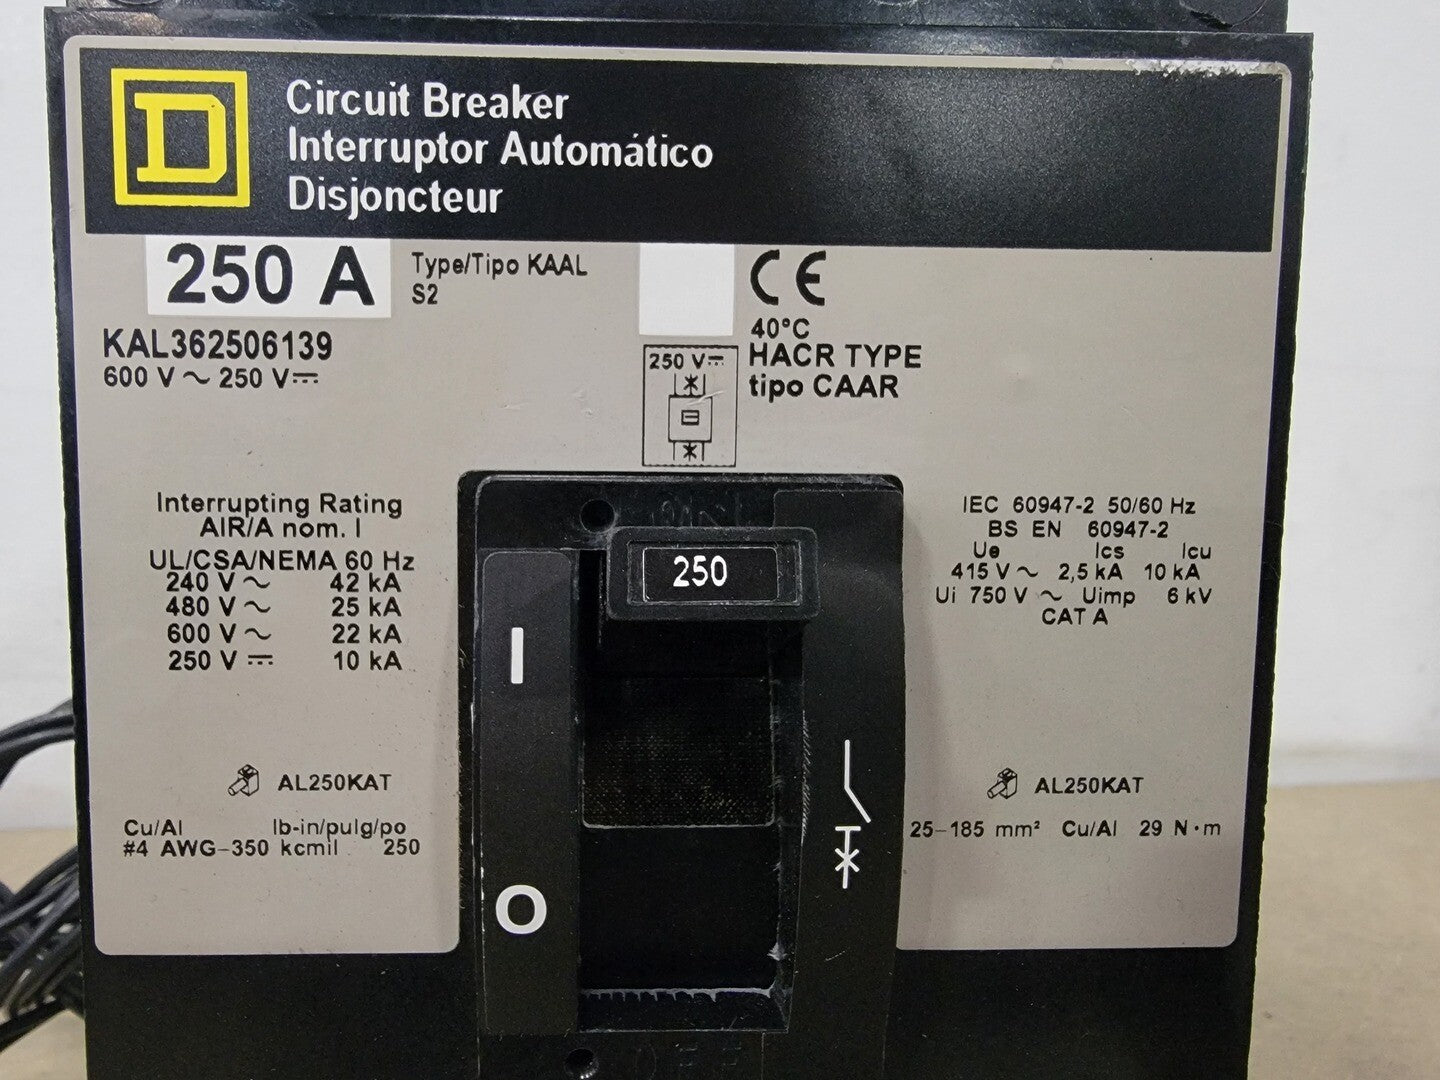 D
Circuit Breaker
Interruptor Automático
Disjoncteur
250 A
Type/Tipo KAAL
S2
KAL362506139
600 V ~ 250 V⎓
CE
40°C
HACR TYPE
tipo CAAR
250 V⎓
Interrupting Rating
AIR/A nom. I
UL/CSA/NEMA 60 Hz
240 V ~ 42 kA
480 V ~ 25 kA
600 V ~ 22 kA
250 V ⎓ 10 kA
AL250KAT
Cu/Al lb-in/pulg/po
#4 AWG-350 kcmil 250
ON
250
I
O
OFF
IEC 60947-2 50/60 Hz
BS EN 60947-2
Ue Ics Icu
415 V ~ 2,5 kA 10 kA
Ui 750 V ~ Uimp 6 kV
CAT A
AL250KAT
25-185 mm² Cu/Al 29 N·m